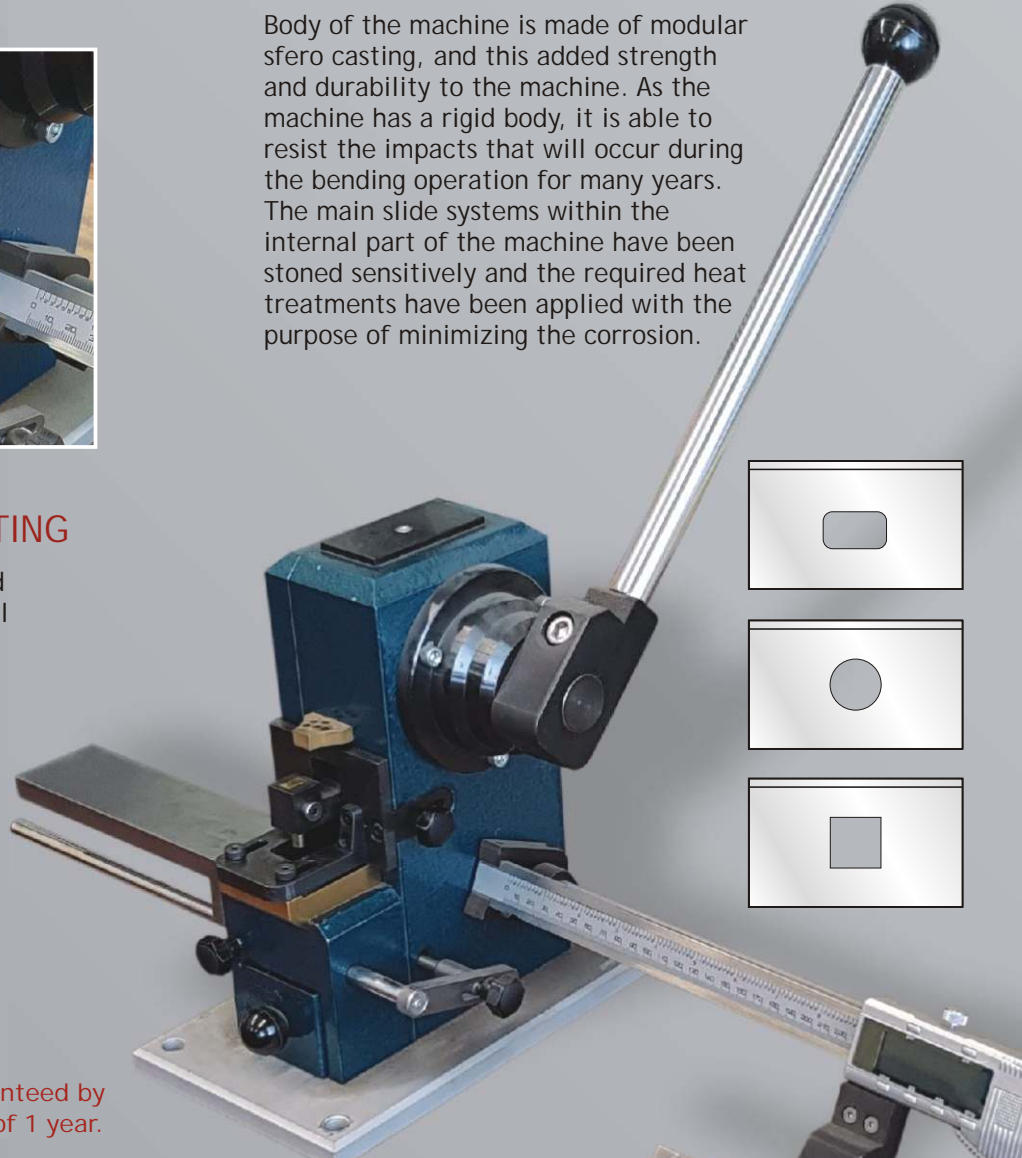 Body of the machine is made of modular
sfero casting, and this added strength
and durability to the machine. As the
machine has a rigid body, it is able to
resist the impacts that will occur during
the bending operation for many years.
The main slide systems within the
internal part of the machine have been
stoned sensitively and the required heat
treatments have been applied with the
purpose of minimizing the corrosion.
TING
d
l
nteed by
of 1 year.
0 10 20